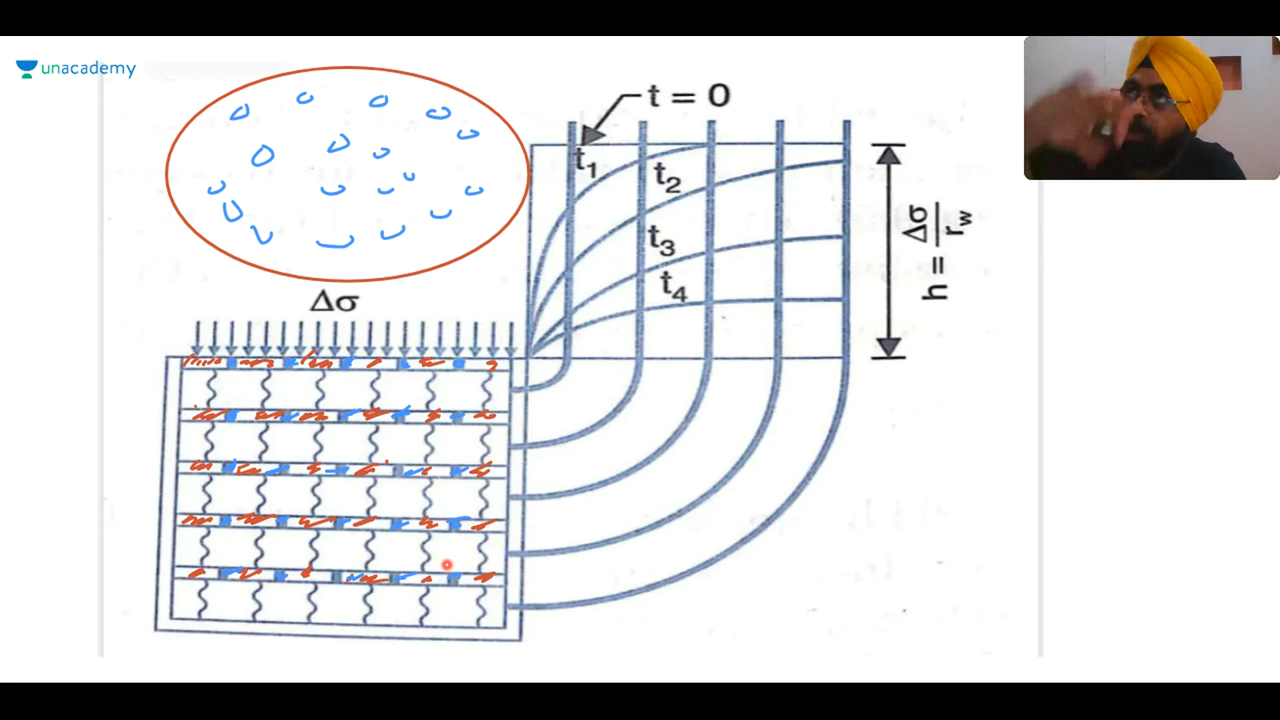 unacademy
t = 0
t₁
t₂
t₃
t₄
h = Δσ/rw
Δσ